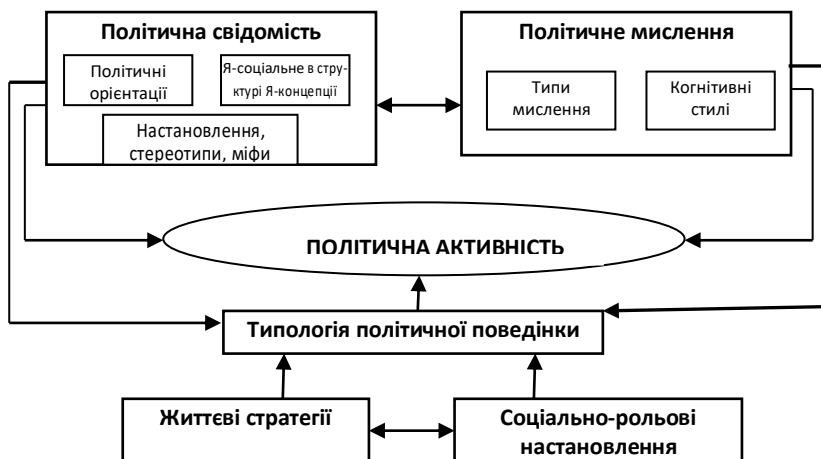 Політична свідомість
Політичні
орієнтації
Я-соціальне в стру-
ктурі Я-концепції
Настановлення,
стереотипи, міфи
Політичне мислення
Типи
мислення
Когнітивні
стилі
ПОЛІТИЧНА АКТИВНІСТЬ
Типологія політичної поведінки
Життєві стратегії
Соціально-рольові
настановлення